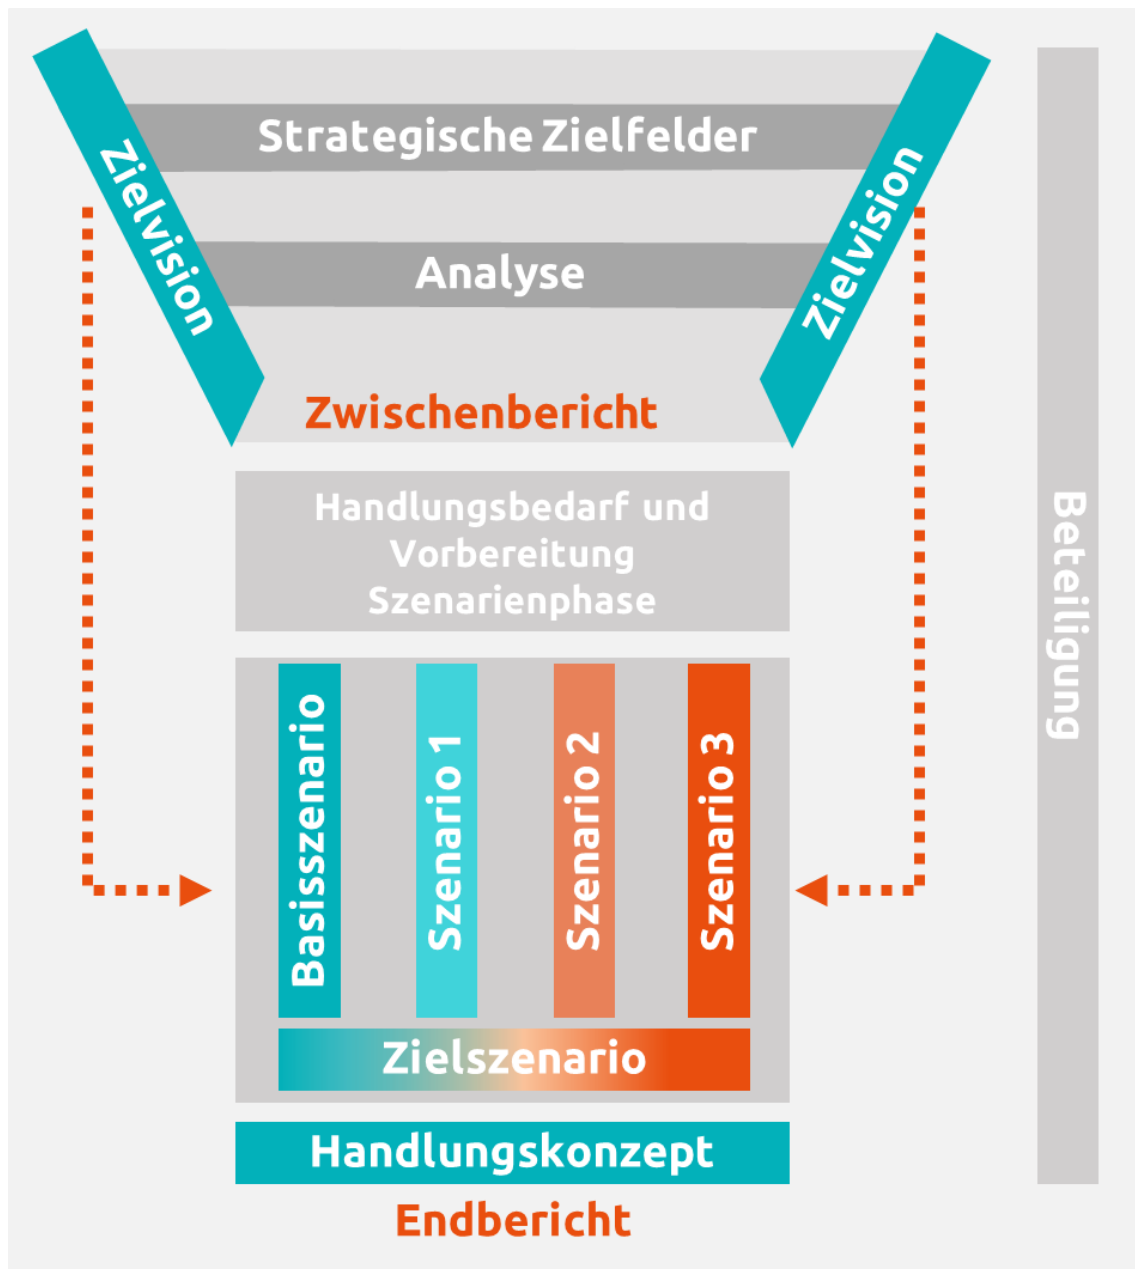 Zielvision
Strategische Zielfelder
Zielvision
Analyse
Zwischenbericht
Handlungsbedarf und
Vorbereitung
Szenarienphase
Basisszenario
Szenario 1
Szenario 2
Szenario 3
Zielszenario
Handlungskonzept
Endbericht
Beteiligung